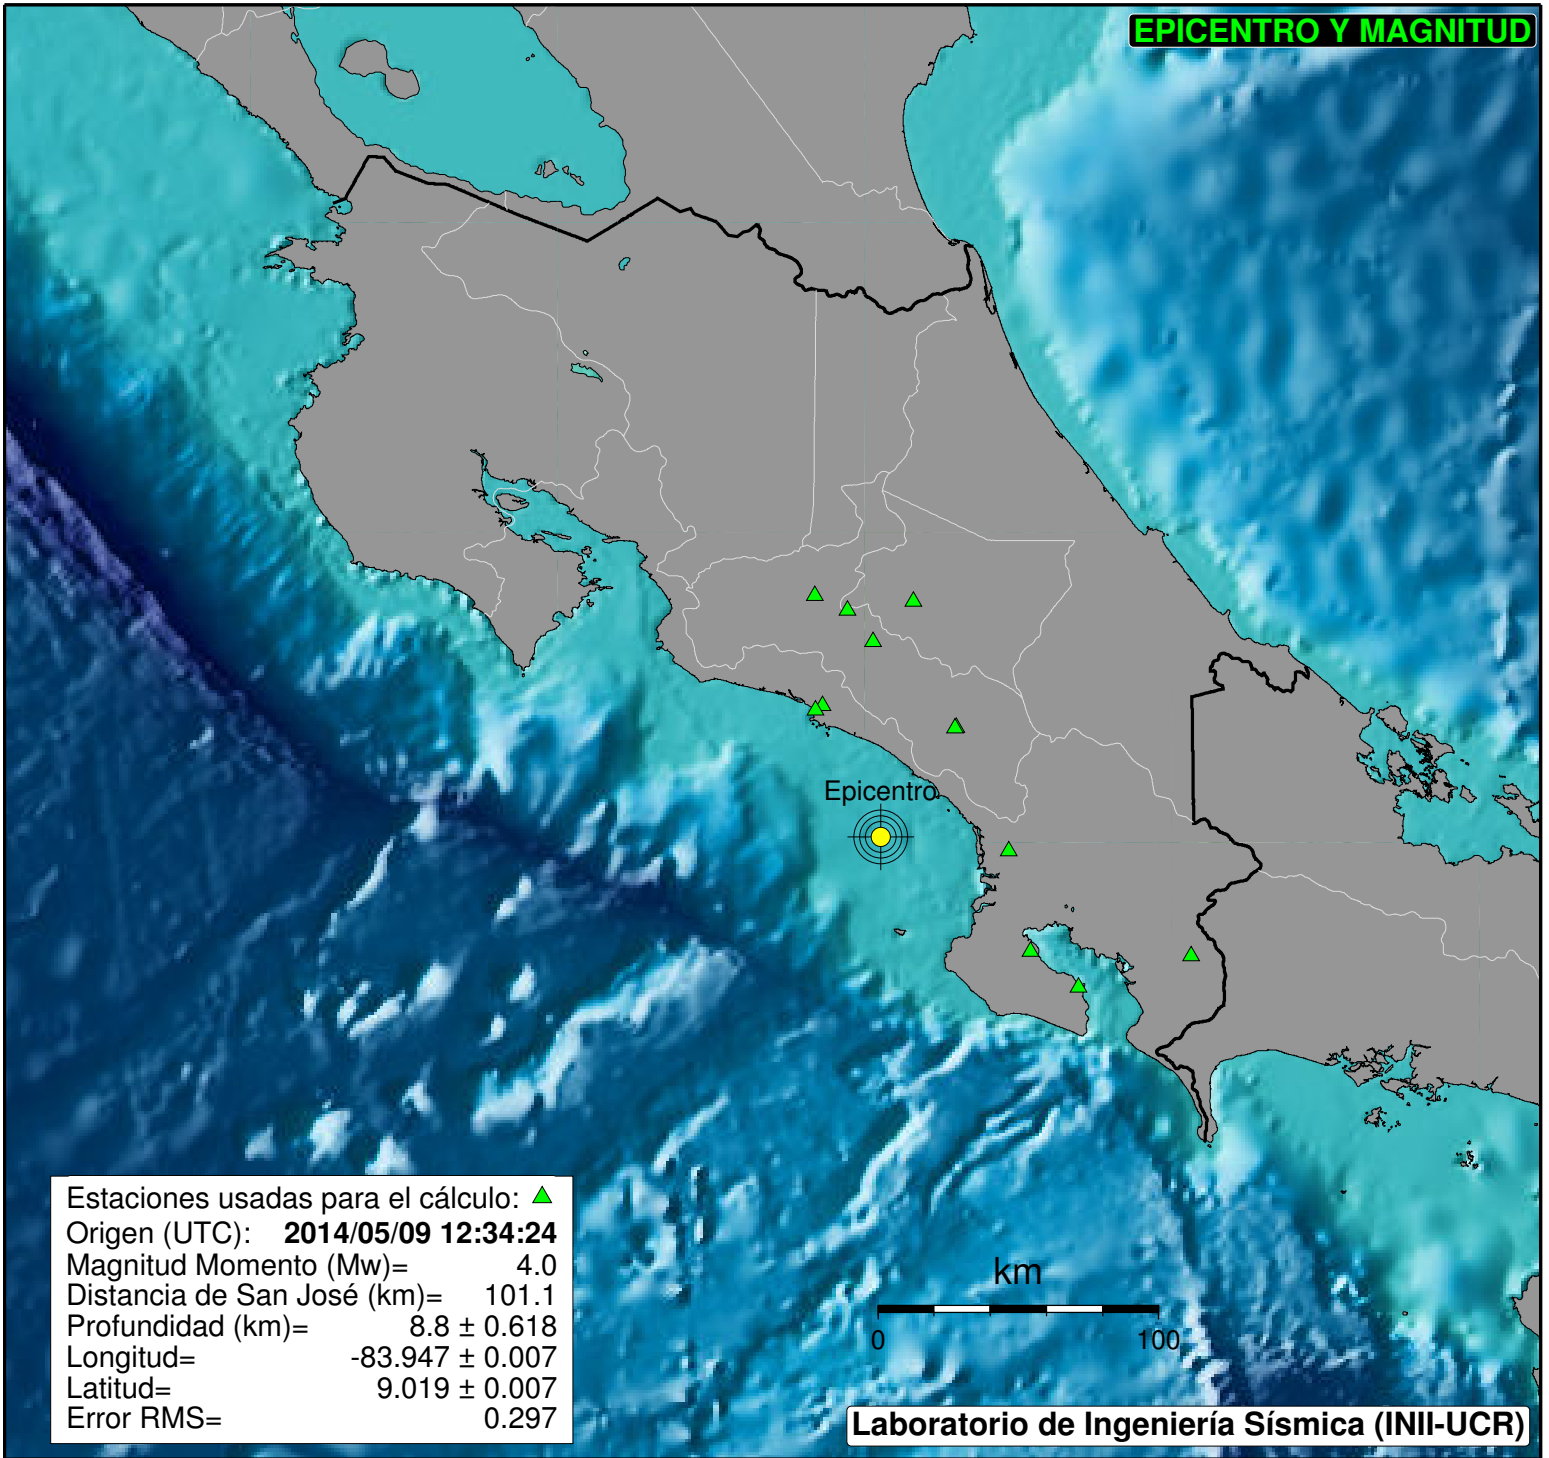 EPICENTRO Y MAGNITUD
Epicentro
Estaciones usadas para el cálculo:
Origen (UTC): 2014/05/09 12:34:24
Magnitud Momento (Mw)= 4.0
Distancia de San José (km)= 101.1
Profundidad (km)= 8.8 ± 0.618
Longitud= -83.947 ± 0.007
Latitud= 9.019 ± 0.007
Error RMS= 0.297
km
0 100
Laboratorio de Ingeniería Sísmica (INII-UCR)